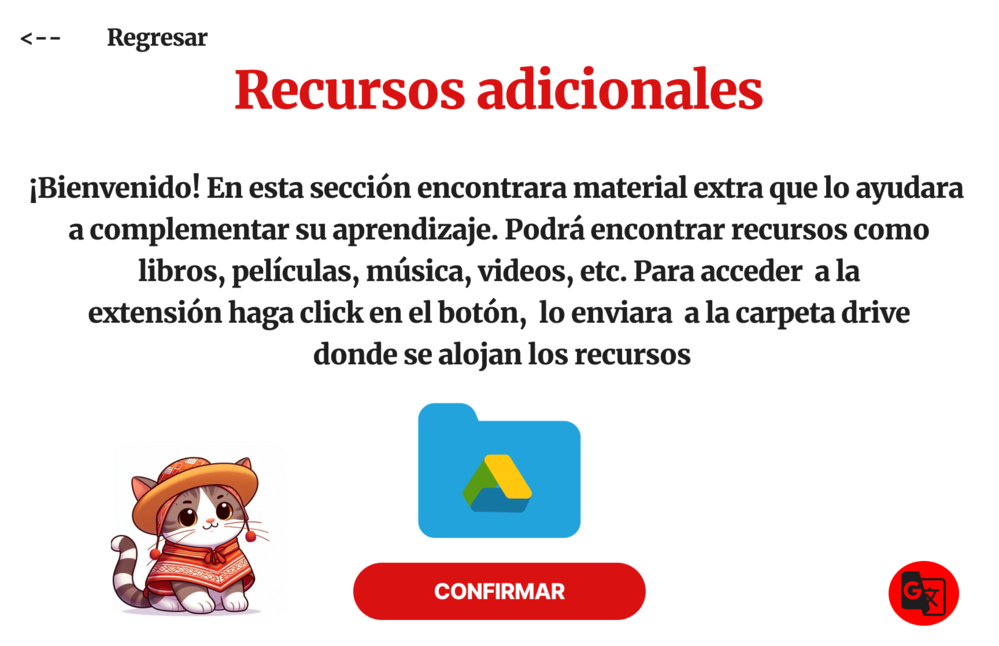 <-- Regresar
Recursos adicionales
¡Bienvenido! En esta sección encontrara material extra que lo ayudara
a complementar su aprendizaje. Podrá encontrar recursos como
libros, películas, música, videos, etc. Para acceder  a la
extensión haga click en el botón,  lo enviara  a la carpeta drive
donde se alojan los recursos
CONFIRMAR
G 文